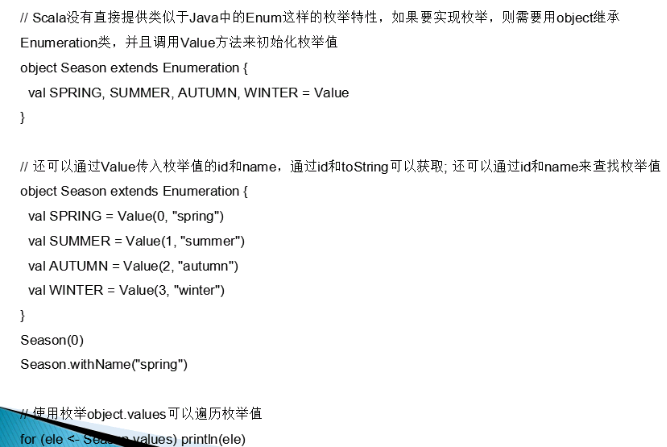 // Scala没有直接提供类似于Java中的Enum这样的枚举特性，如果要实现枚举，则需要用object继承
Enumeration类，并且调用Value方法来初始化枚举值
object Season extends Enumeration {
  val SPRING, SUMMER, AUTUMN, WINTER = Value
}
// 还可以通过Value传入枚举值的id和name，通过id和toString可以获取; 还可以通过id和name来查找枚举值
object Season extends Enumeration {
  val SPRING = Value(0, "spring")
  val SUMMER = Value(1, "summer")
  val AUTUMN = Value(2, "autumn")
  val WINTER = Value(3, "winter")
}
Season(0)
Season.withName("spring")
// 使用枚举object.values可以遍历枚举值
for (ele <- Season.values) println(ele)